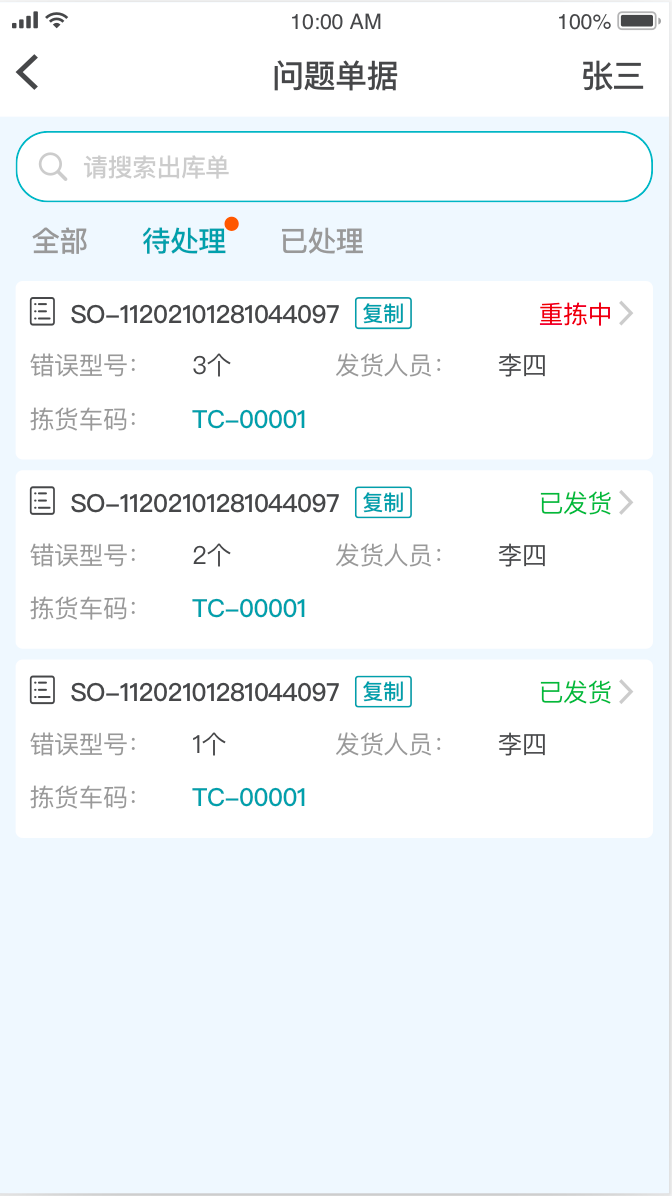 10:00 AM 100%
问题单据 张三
请搜索出库单
全部 待处理 已处理
SO-11202101281044097 复制 重拣中
错误型号: 3个 发货人员: 李四
拣货车码: TC-00001
SO-11202101281044097 复制 已发货
错误型号: 2个 发货人员: 李四
拣货车码: TC-00001
SO-11202101281044097 复制 已发货
错误型号: 1个 发货人员: 李四
拣货车码: TC-00001